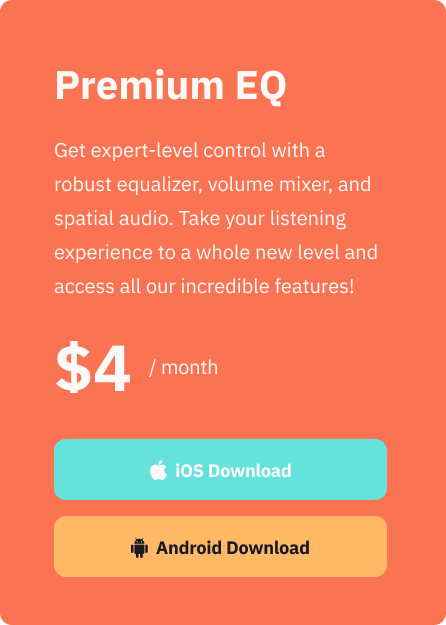 Premium EQ
Get expert-level control with a
robust equalizer, volume mixer, and
spatial audio. Take your listening
experience to a whole new level and
access all our incredible features!
$4 / month
iOS Download
Android Download